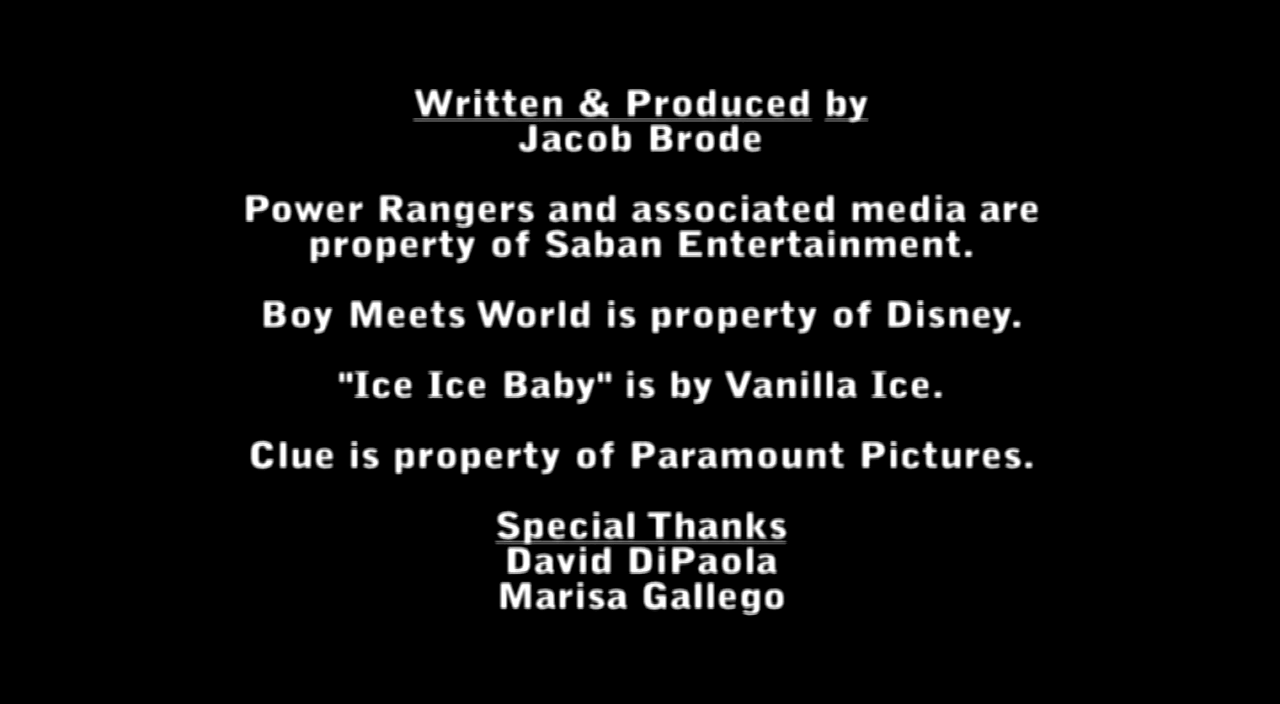 Written & Produced by
Jacob Brode
Power Rangers and associated media are
property of Saban Entertainment.
Boy Meets World is property of Disney.
"Ice Ice Baby" is by Vanilla Ice.
Clue is property of Paramount Pictures.
Special Thanks
David DiPaola
Marisa Gallego